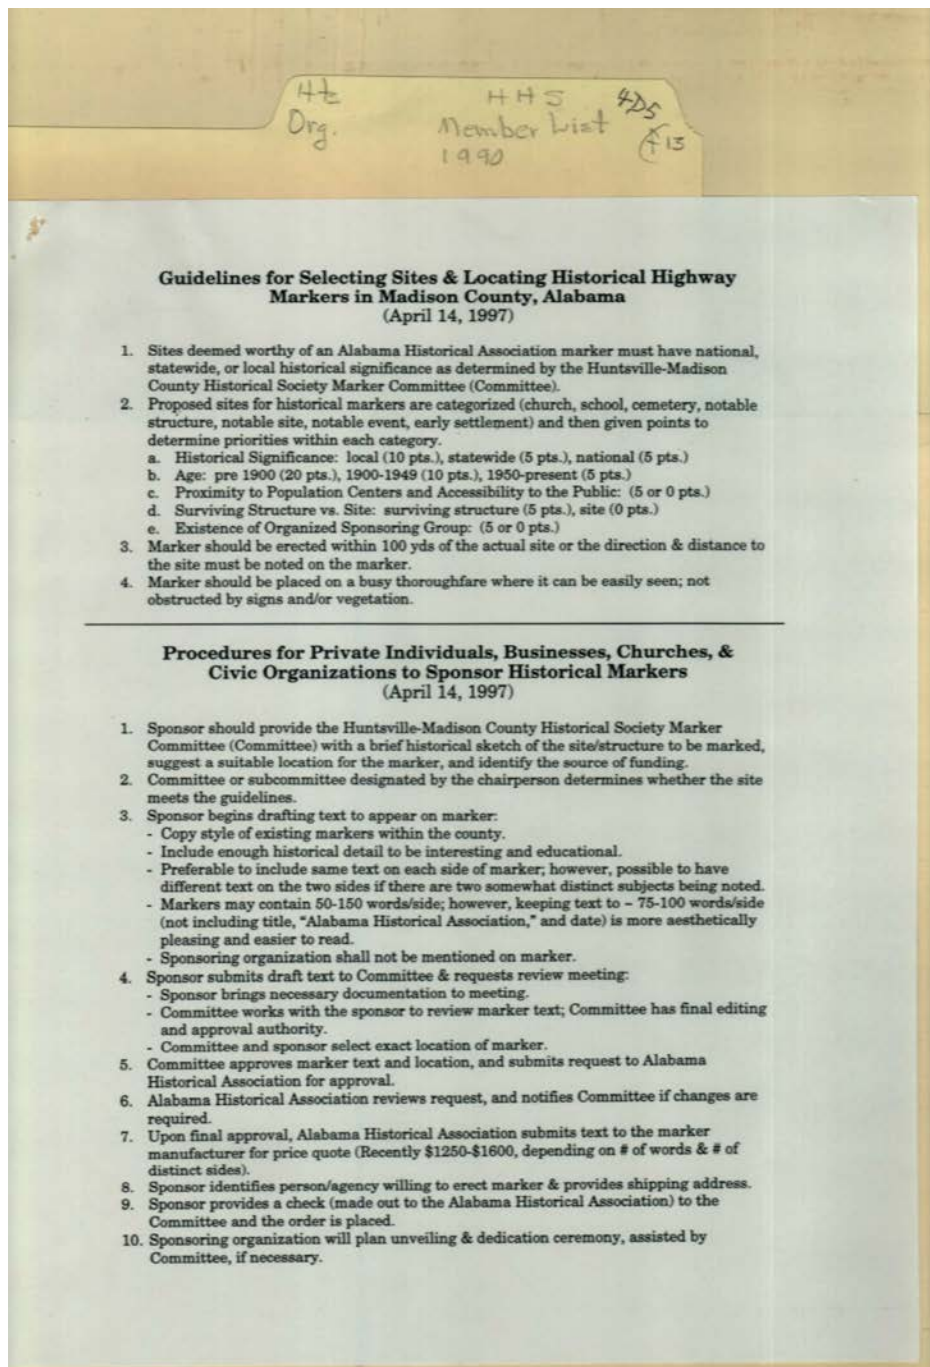 Hte
Org.
HHS
Member List
1990
4D5
13
Guidelines for Selecting Sites & Locating Historical Highway
Markers in Madison County, Alabama
(April 14, 1997)
1. Sites deemed worthy of an Alabama Historical Association marker must have national,
statewide, or local historical significance as determined by the Huntsville-Madison
County Historical Society Marker Committee (Committee).
2. Proposed sites for historical markers are categorized (church, school, cemetery, notable
structure, notable site, notable event, early settlement) and then given points to
determine priorities within each category.
a. Historical Significance: local (10 pts.), statewide (5 pts.), national (5 pts.)
b. Age: pre 1900 (20 pts.), 1900-1949 (10 pts.), 1950-present (5 pts.)
c. Proximity to Population Centers and Accessibility to the Public: (5 or 0 pts.)
d. Surviving Structure vs. Site: surviving structure (5 pts.), site (0 pts.)
e. Existence of Organized Sponsoring Group: (5 or 0 pts.)
3. Marker should be erected within 100 yds of the actual site or the direction & distance to
the site must be noted on the marker.
4. Marker should be placed on a busy thoroughfare where it can be easily seen; not
obstructed by signs and/or vegetation.
Procedures for Private Individuals, Businesses, Churches, &
Civic Organizations to Sponsor Historical Markers
(April 14, 1997)
1. Sponsor should provide the Huntsville-Madison County Historical Society Marker
Committee (Committee) with a brief historical sketch of the site/structure to be marked,
suggest a suitable location for the marker, and identify the source of funding.
2. Committee or subcommittee designated by the chairperson determines whether the site
meets the guidelines.
3. Sponsor begins drafting text to appear on marker:
- Copy style of existing markers within the county.
- Include enough historical detail to be interesting and educational.
- Preferable to include same text on each side of marker; however, possible to have
different text on the two sides if there are two somewhat distinct subjects being noted.
- Markers may contain 50-150 words/side; however, keeping text to ~ 75-100 words/side
(not including title, "Alabama Historical Association," and date) is more aesthetically
pleasing and easier to read.
- Sponsoring organization shall not be mentioned on marker.
4. Sponsor submits draft text to Committee & requests review meeting:
- Sponsor brings necessary documentation to meeting.
- Committee works with the sponsor to review marker text; Committee has final editing
and approval authority.
- Committee and sponsor select exact location of marker.
5. Committee approves marker text and location, and submits request to Alabama
Historical Association for approval.
6. Alabama Historical Association reviews request, and notifies Committee if changes are
required.
7. Upon final approval, Alabama Historical Association submits text to the marker
manufacturer for price quote (Recently $1250-$1600, depending on # of words & # of
distinct sides).
8. Sponsor identifies person/agency willing to erect marker & provides shipping address.
9. Sponsor provides a check (made out to the Alabama Historical Association) to the
Committee and the order is placed.
10. Sponsoring organization will plan unveiling & dedication ceremony, assisted by
Committee, if necessary.